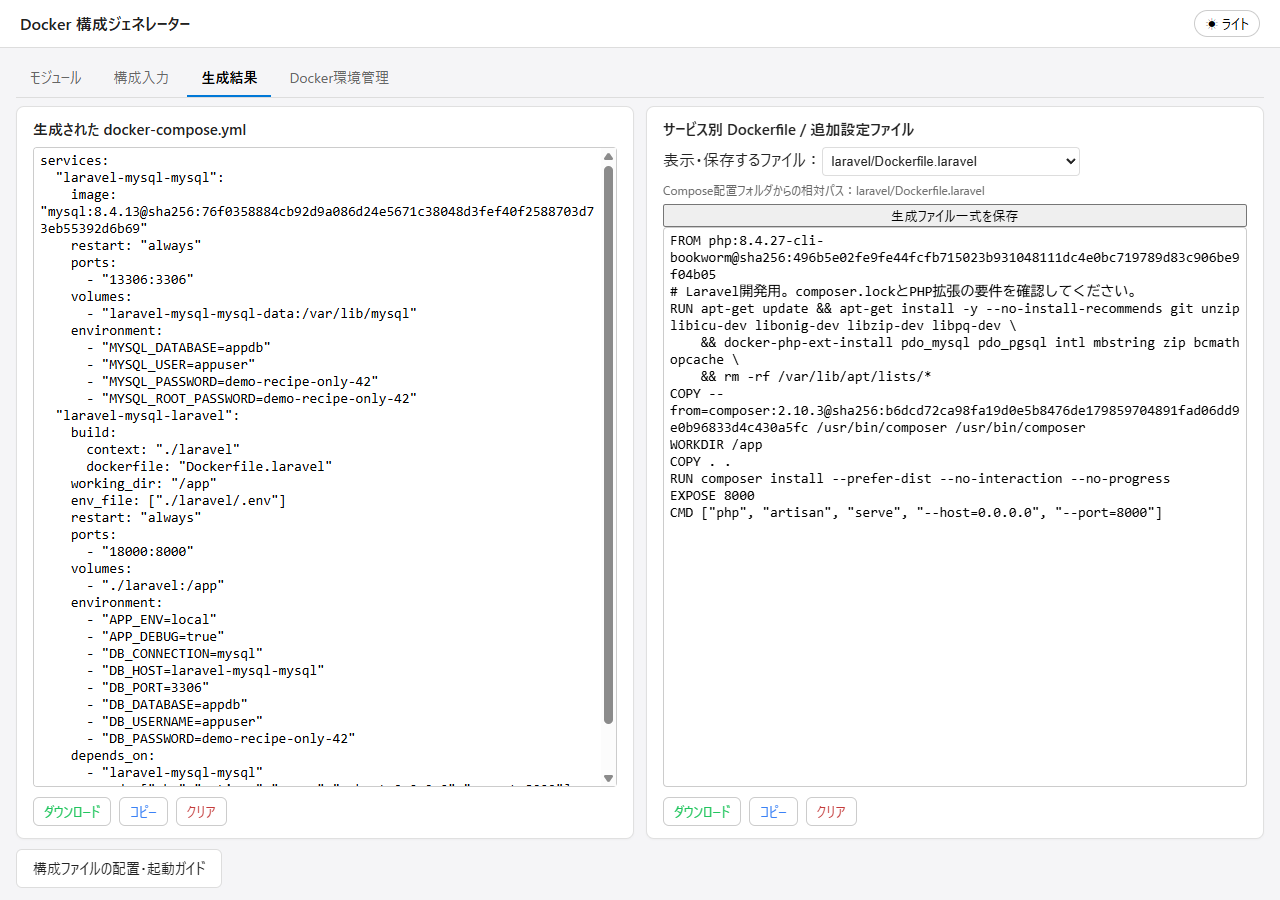 Docker 構成ジェネレーター
ライト
モジュール
構成入力
生成結果
Docker環境管理
生成された docker-compose.yml
services:
  "laravel-mysql-mysql":
    image:
"mysql:8.4.13@sha256:76f0358884cb92d9a086d24e5671c38048d3fef40f2588703d7
3eb55392d6b69"
    restart: "always"
    ports:
      - "13306:3306"
    volumes:
      - "laravel-mysql-mysql-data:/var/lib/mysql"
    environment:
      - "MYSQL_DATABASE=appdb"
      - "MYSQL_USER=appuser"
      - "MYSQL_PASSWORD=demo-recipe-only-42"
      - "MYSQL_ROOT_PASSWORD=demo-recipe-only-42"
  "laravel-mysql-laravel":
    build:
      context: "./laravel"
      dockerfile: "Dockerfile.laravel"
    working_dir: "/app"
    env_file: ["./laravel/.env"]
    restart: "always"
    ports:
      - "18000:8000"
    volumes:
      - "./laravel:/app"
    environment:
      - "APP_ENV=local"
      - "APP_DEBUG=true"
      - "DB_CONNECTION=mysql"
      - "DB_HOST=laravel-mysql-mysql"
      - "DB_PORT=3306"
      - "DB_DATABASE=appdb"
      - "DB_USERNAME=appuser"
      - "DB_PASSWORD=demo-recipe-only-42"
    depends_on:
      - "laravel-mysql-mysql"
ダウンロード
コピー
クリア
サービス別 Dockerfile / 追加設定ファイル
表示・保存するファイル：
laravel/Dockerfile.laravel
Compose配置フォルダからの相対パス：laravel/Dockerfile.laravel
生成ファイル一式を保存
FROM php:8.4.27-cli-
bookworm@sha256:496b5e02fe9fe44fcfb715023b931048111dc4e0bc719789d83c906be9
f04b05
# Laravel開発用。composer.lockとPHP拡張の要件を確認してください。
RUN apt-get update && apt-get install -y --no-install-recommends git unzip
libicu-dev libonig-dev libzip-dev libpq-dev \
    && docker-php-ext-install pdo_mysql pdo_pgsql intl mbstring zip bcmath
opcache \
    && rm -rf /var/lib/apt/lists/*
COPY --
from=composer:2.10.3@sha256:b6dcd72ca98fa19d0e5b8476de179859704891fad06dd9
e0b96833d4c430a5fc /usr/bin/composer /usr/bin/composer
WORKDIR /app
COPY . .
RUN composer install --prefer-dist --no-interaction --no-progress
EXPOSE 8000
CMD ["php", "artisan", "serve", "--host=0.0.0.0", "--port=8000"]
ダウンロード
コピー
クリア
構成ファイルの配置・起動ガイド